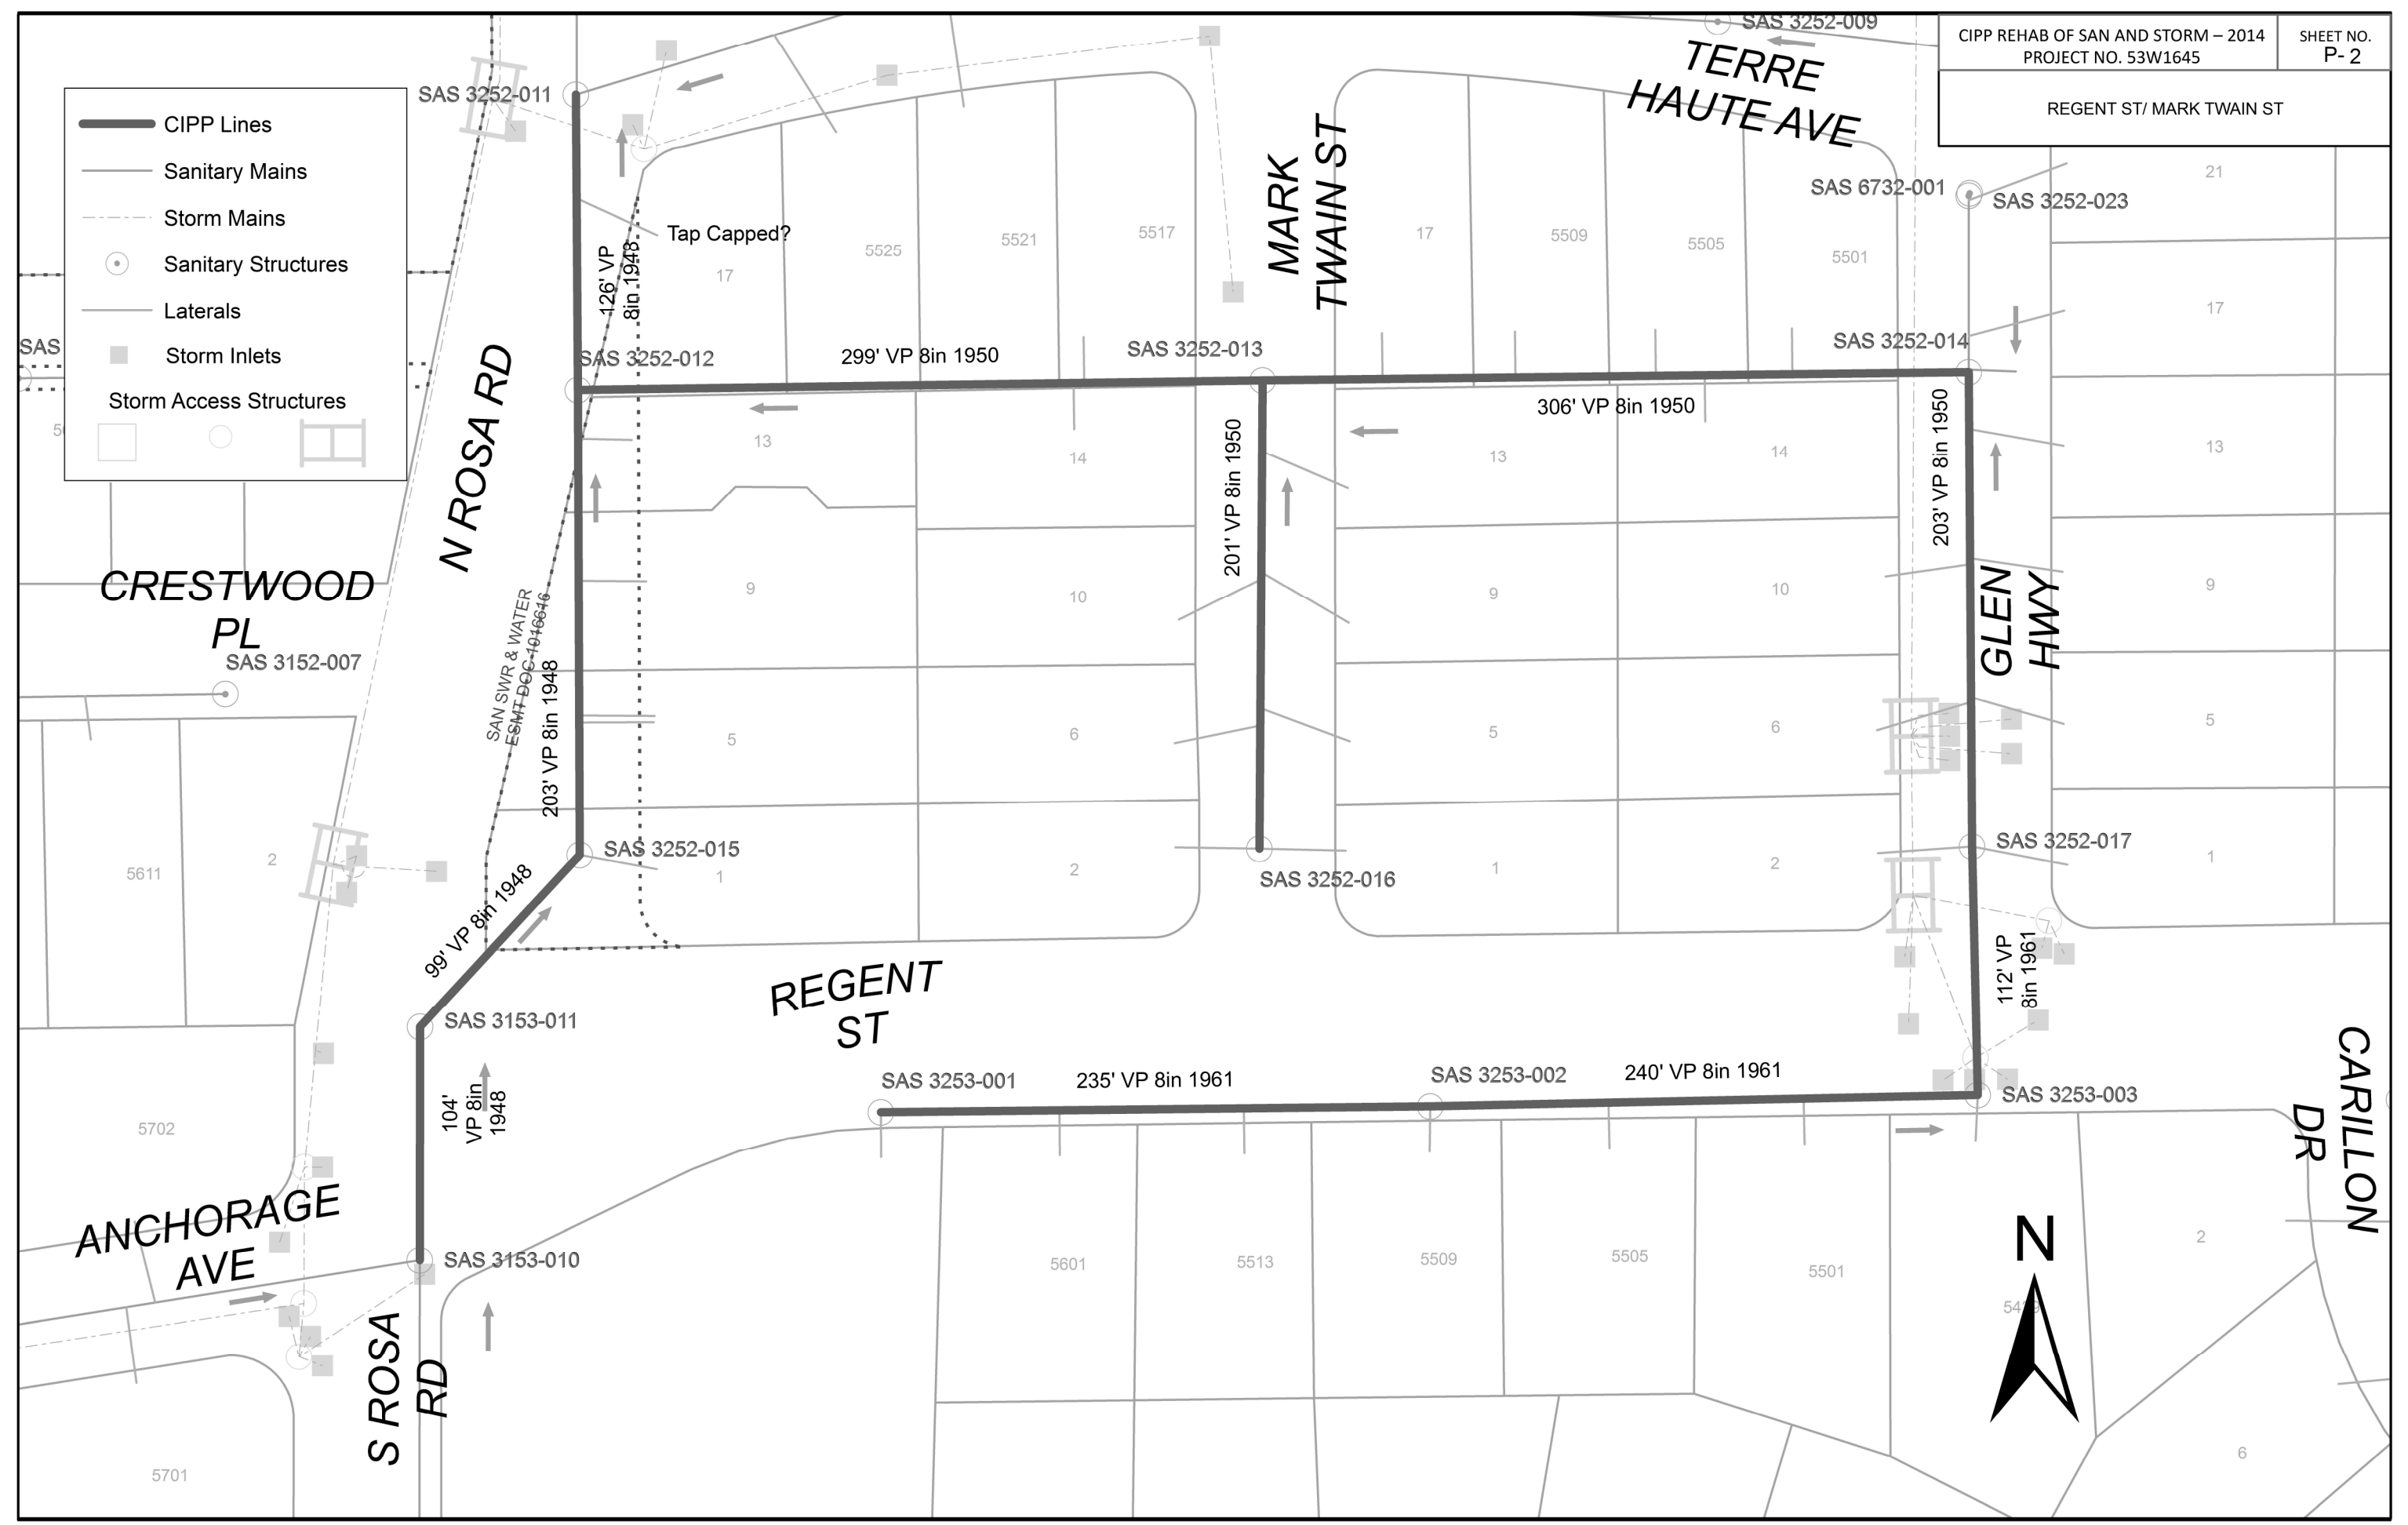 SAS 3252-009
CIPP REHAB OF SAN AND STORM – 2014
PROJECT NO. 53W1645
SHEET NO.
P- 2
REGENT ST/ MARK TWAIN ST
TERRE
HAUTE AVE
SAS 3252-011
CIPP Lines
Sanitary Mains
Storm Mains
Sanitary Structures
Laterals
Storm Inlets
Storm Access Structures
SAS
Tap Capped?
126' VP
8in 1948
17
5525
5521
5517
MARK
TWAIN ST
17
5509
5505
5501
SAS 6732-001
SAS 3252-023
21
17
SAS 3252-012
299' VP 8in 1950
SAS 3252-013
SAS 3252-014
306' VP 8in 1950
N ROSA RD
13
14
201' VP 8in 1950
13
14
203' VP 8in 1950
13
CRESTWOOD
PL
SAS 3152-007
SAN SWR & WATER
ESMT DOC-1016616
203' VP 8in 1948
9
10
9
10
GLEN
HWY
9
5
6
5
6
5
5611
2
SAS 3252-015
1
2
SAS 3252-016
1
2
SAS 3252-017
1
99' VP 8in 1948
SAS 3153-011
REGENT
ST
112' VP
8in 1961
SAS 3253-001
235' VP 8in 1961
SAS 3253-002
240' VP 8in 1961
SAS 3253-003
CARILLON
DR
104'
VP 8in
1948
5702
ANCHORAGE
AVE
SAS 3153-010
S ROSA
RD
5601
5513
5509
5505
5501
2
N
5701
6